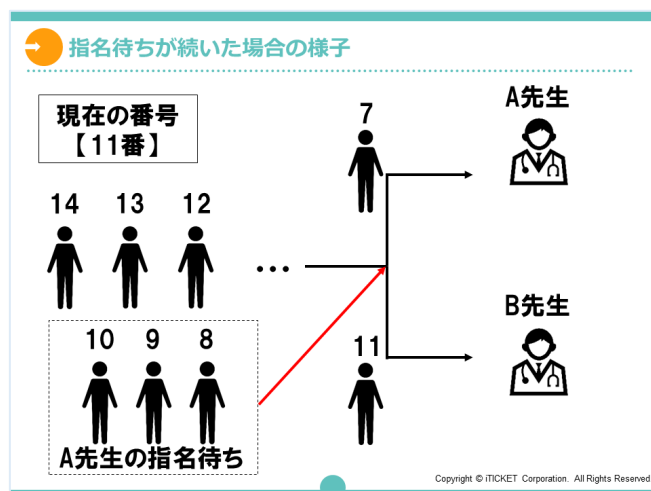 指名待ちが続いた場合の様子
現在の番号
【11番】
7
A先生
14 13 12
…
10 9 8
A先生の指名待ち
11
B先生
Copyright © iTICKET Corporation. All Rights Reserved